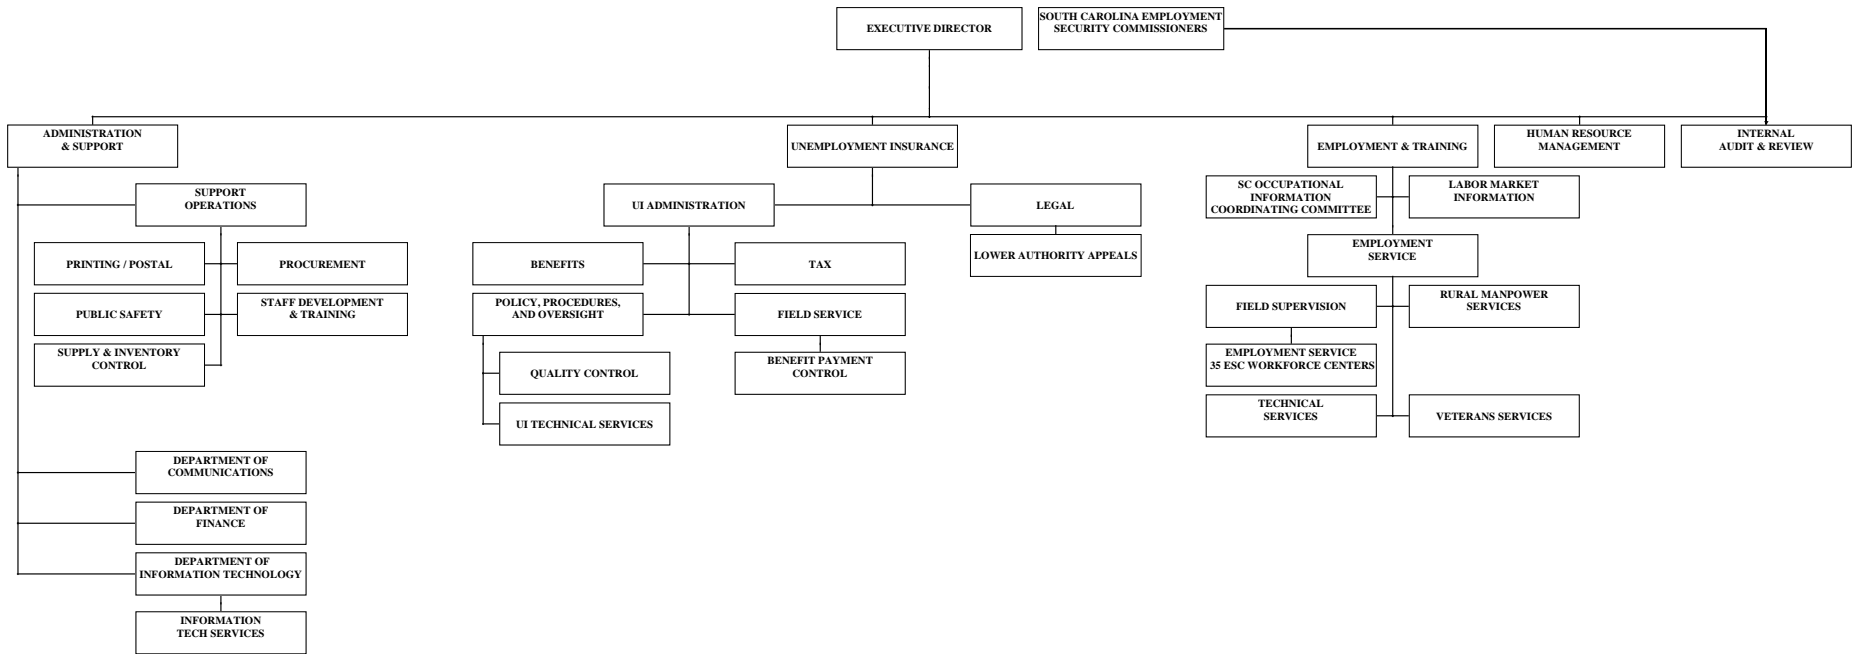 EXECUTIVE DIRECTOR
SOUTH CAROLINA EMPLOYMENT
SECURITY COMMISSIONERS
ADMINISTRATION
& SUPPORT
UNEMPLOYMENT INSURANCE
EMPLOYMENT & TRAINING
HUMAN RESOURCE
MANAGEMENT
INTERNAL
AUDIT & REVIEW
SUPPORT
OPERATIONS
UI ADMINISTRATION
LEGAL
SC OCCUPATIONAL
INFORMATION
COORDINATING COMMITTEE
LABOR MARKET
INFORMATION
PRINTING / POSTAL
PROCUREMENT
BENEFITS
TAX
LOWER AUTHORITY APPEALS
EMPLOYMENT
SERVICE
PUBLIC SAFETY
STAFF DEVELOPMENT
& TRAINING
POLICY, PROCEDURES,
AND OVERSIGHT
FIELD SERVICE
FIELD SUPERVISION
RURAL MANPOWER
SERVICES
SUPPLY & INVENTORY
CONTROL
QUALITY CONTROL
BENEFIT PAYMENT
CONTROL
EMPLOYMENT SERVICE
35 ESC WORKFORCE CENTERS
UI TECHNICAL SERVICES
TECHNICAL
SERVICES
VETERANS SERVICES
DEPARTMENT OF
COMMUNICATIONS
DEPARTMENT OF
FINANCE
DEPARTMENT OF
INFORMATION TECHNOLOGY
INFORMATION
TECH SERVICES